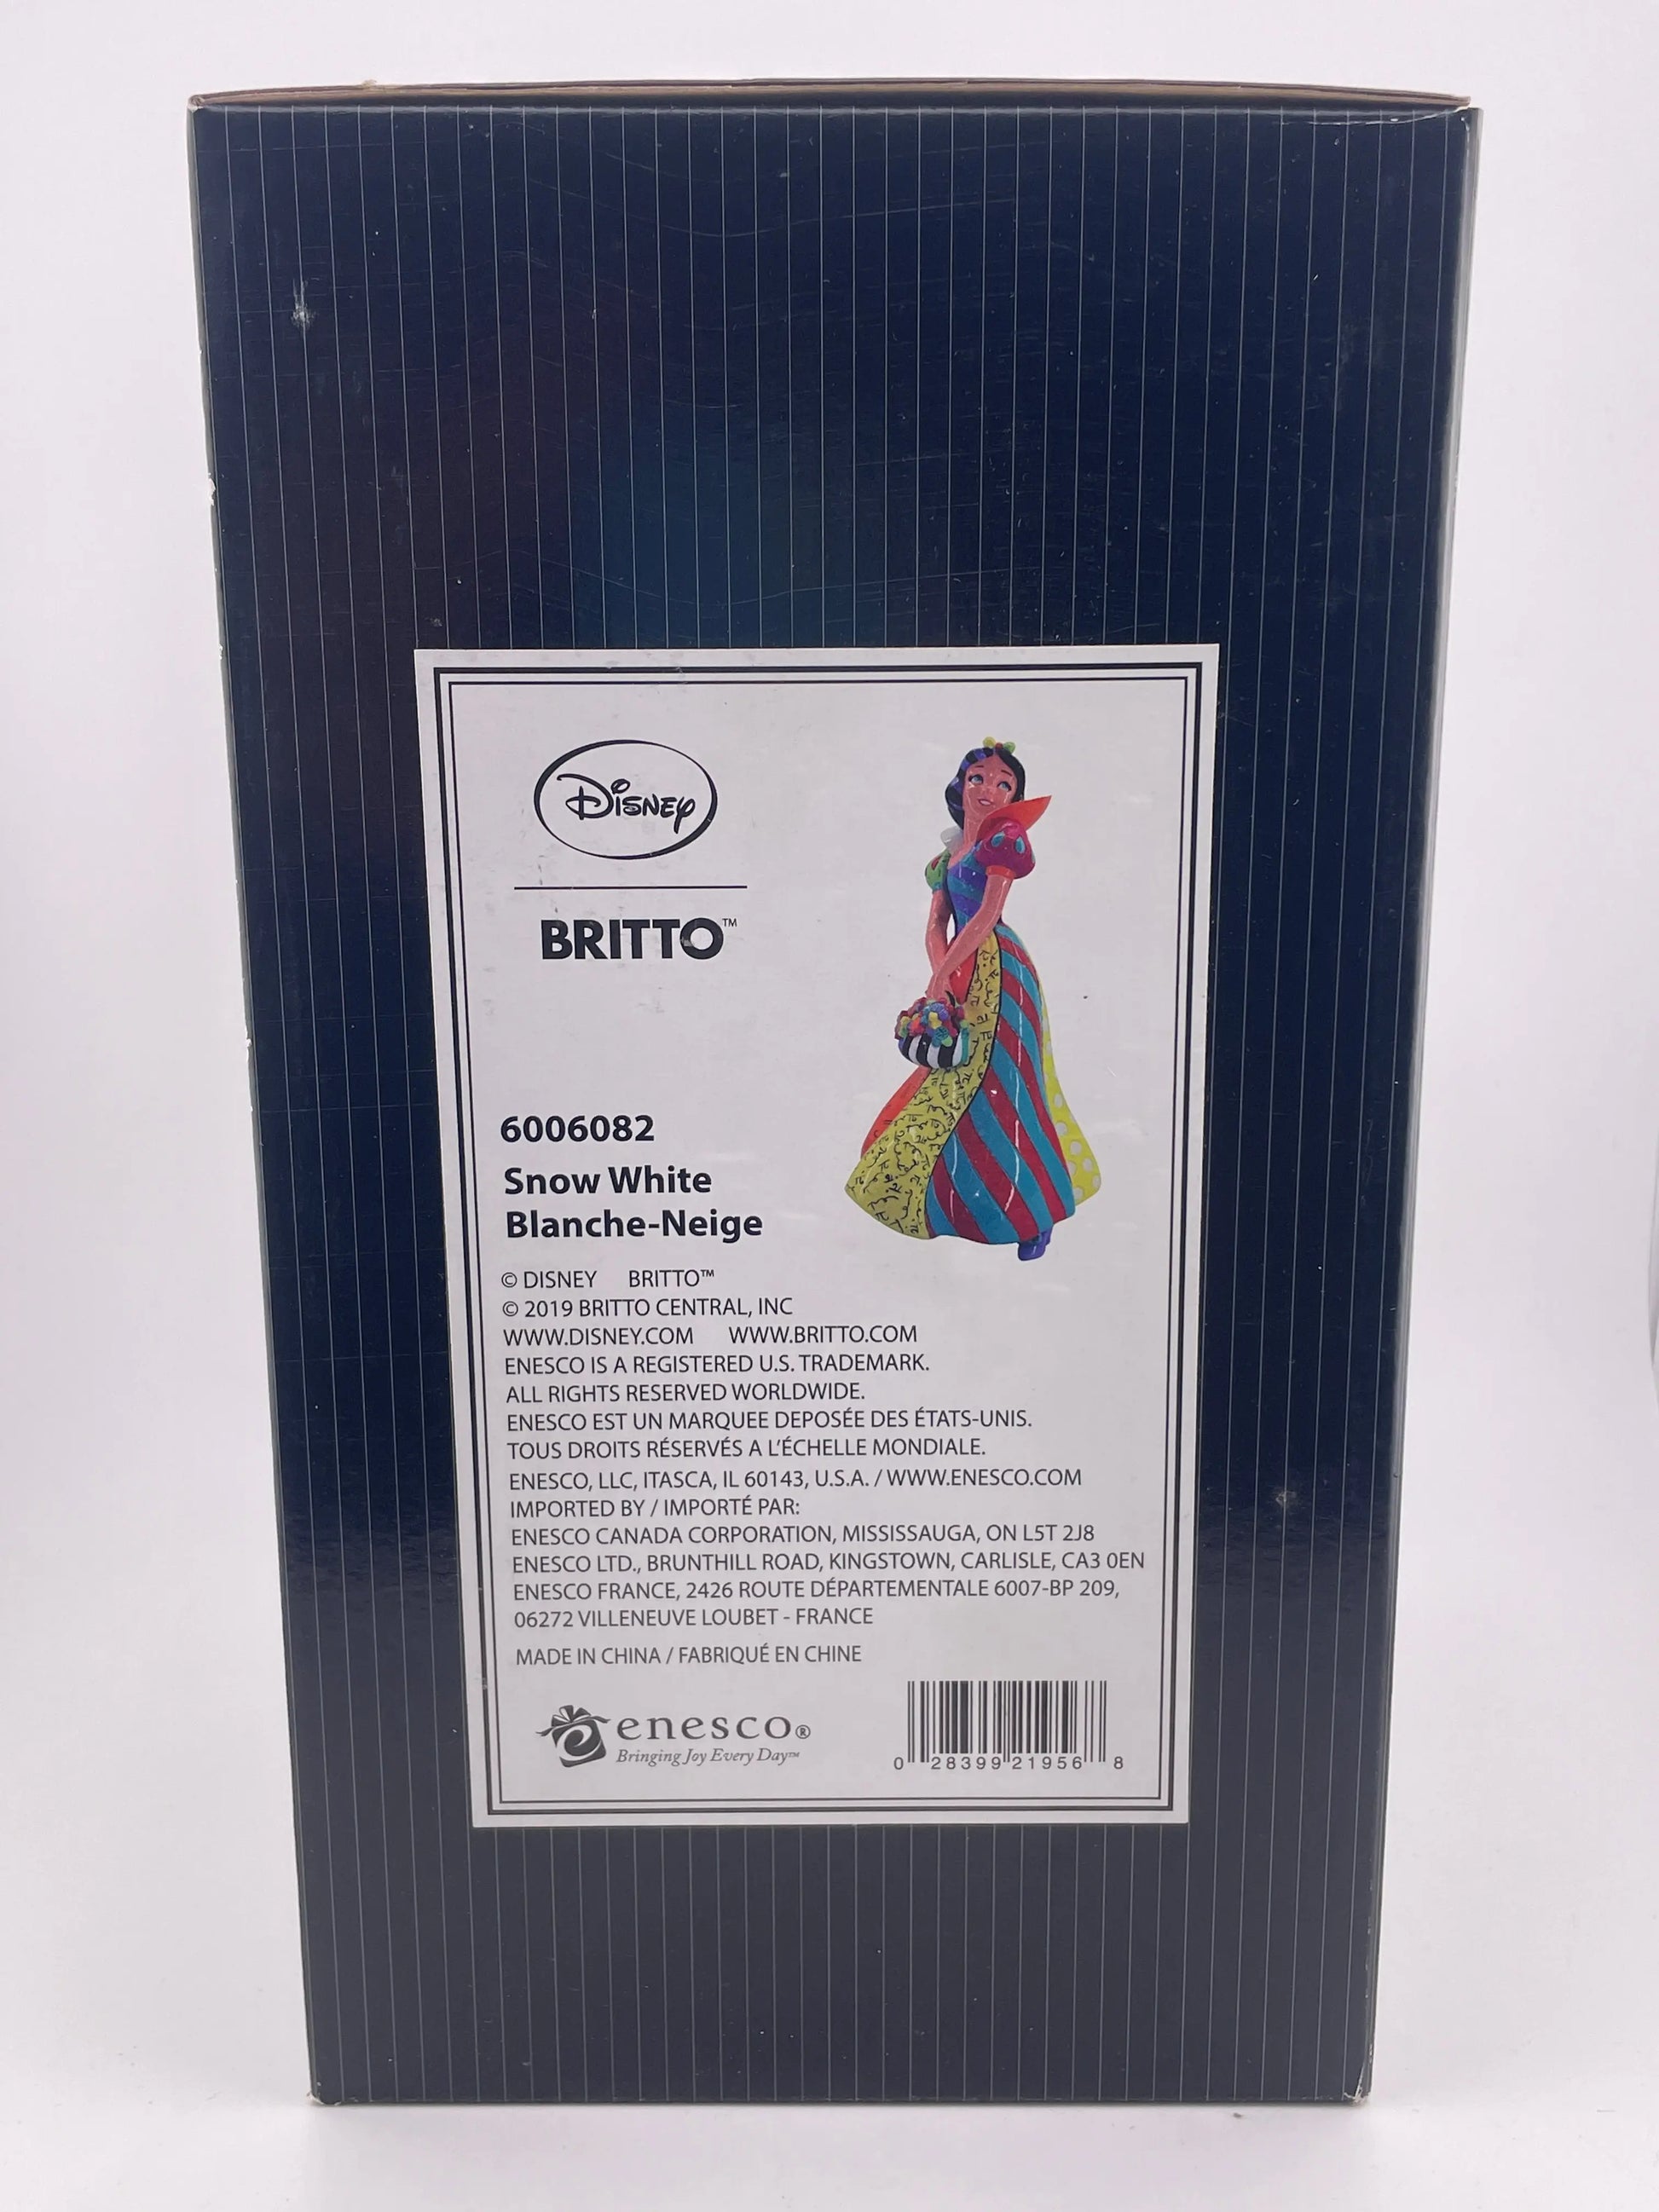 Disney
BRITTO™
6006082
Snow White
Blanche-Neige
© DISNEY BRITTO™
© 2019 BRITTO CENTRAL, INC
WWW.DISNEY.COM WWW.BRITTO.COM
ENESCO IS A REGISTERED U.S. TRADEMARK.
ALL RIGHTS RESERVED WORLDWIDE.
ENESCO EST UN MARQUEE DEPOSÉE DES ÉTATS-UNIS.
TOUS DROITS RÉSERVÉS A L'ÉCHELLE MONDIALE.
ENESCO, LLC, ITASCA, IL 60143, U.S.A. / WWW.ENESCO.COM
IMPORTED BY / IMPORTÉ PAR:
ENESCO CANADA CORPORATION, MISSISSAUGA, ON L5T 2J8
ENESCO LTD., BRUNTHILL ROAD, KINGSTOWN, CARLISLE, CA3 0EN
ENESCO FRANCE, 2426 ROUTE DÉPARTEMENTALE 6007-BP 209,
06272 VILLENEUVE LOUBET - FRANCE
MADE IN CHINA / FABRIQUÉ EN CHINE
enesco®
Bringing Joy Every Day™
0 28399 21956 8